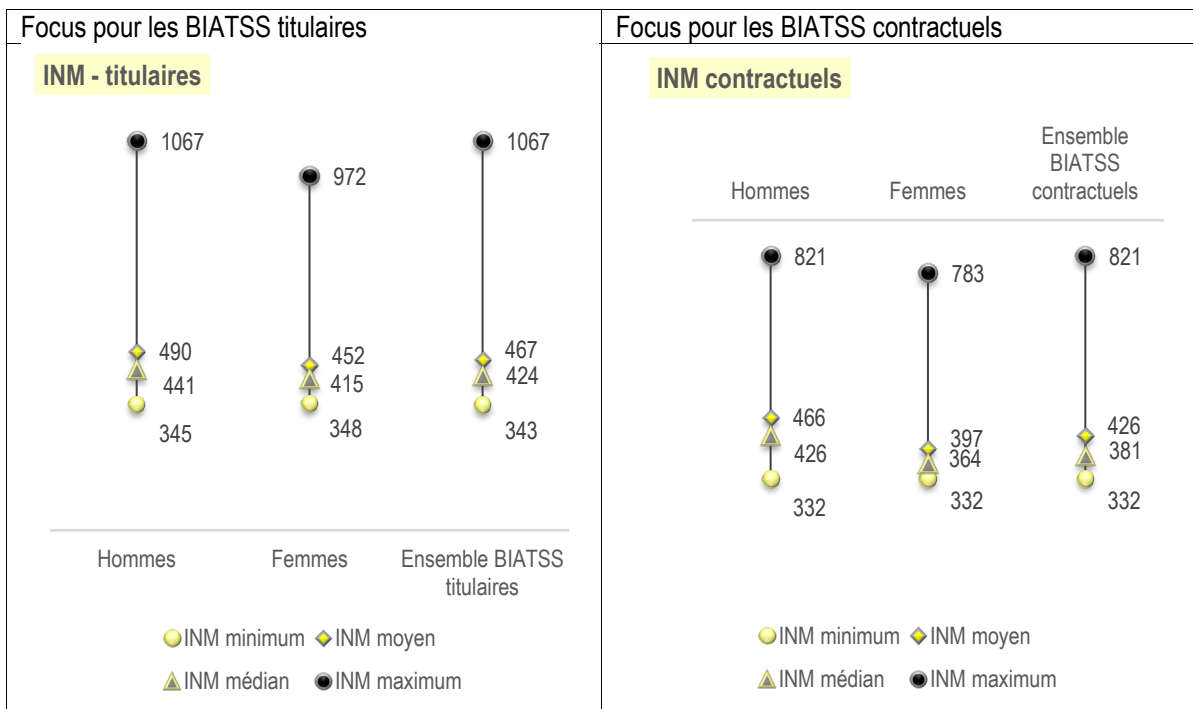 Focus pour les BIATSS titulaires
INM - titulaires
1067
972
1067
490
441
345
452
415
348
467
424
343
Hommes
Femmes
Ensemble BIATSS
titulaires
INM minimum
INM moyen
INM médian
INM maximum
Focus pour les BIATSS contractuels
INM contractuels
Hommes
Femmes
Ensemble
BIATSS
contractuels
821
783
821
466
426
332
397
364
332
426
381
332
INM minimum
INM moyen
INM médian
INM maximum